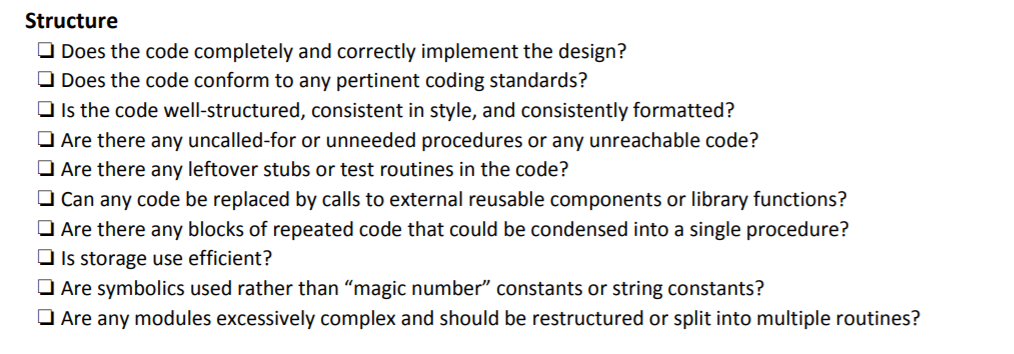 Structure
❏ Does the code completely and correctly implement the design?
❏ Does the code conform to any pertinent coding standards?
❏ Is the code well-structured, consistent in style, and consistently formatted?
❏ Are there any uncalled-for or unneeded procedures or any unreachable code?
❏ Are there any leftover stubs or test routines in the code?
❏ Can any code be replaced by calls to external reusable components or library functions?
❏ Are there any blocks of repeated code that could be condensed into a single procedure?
❏ Is storage use efficient?
❏ Are symbolics used rather than “magic number” constants or string constants?
❏ Are any modules excessively complex and should be restructured or split into multiple routines?